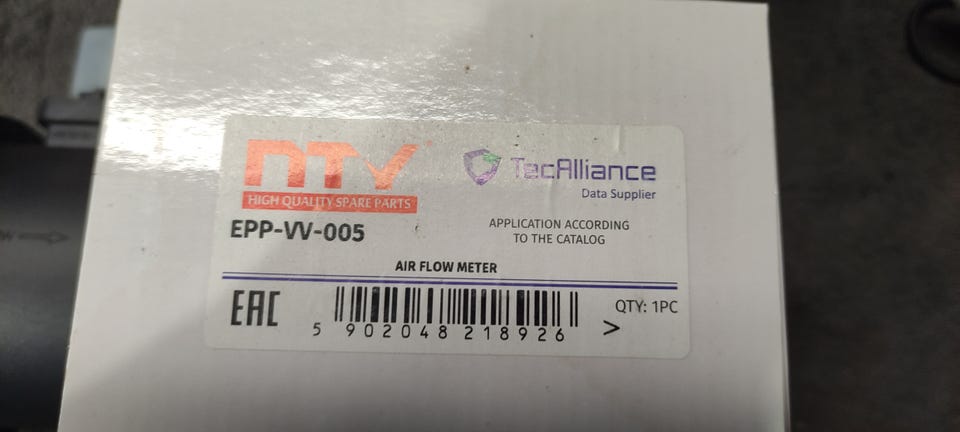 NTY
HIGH QUALITY SPARE PARTS
EPP-VV-005
TecAlliance
Data Supplier
APPLICATION ACCORDING
TO THE CATALOG
AIR FLOW METER
EAC
QTY: 1PC
5 902048 218926 >